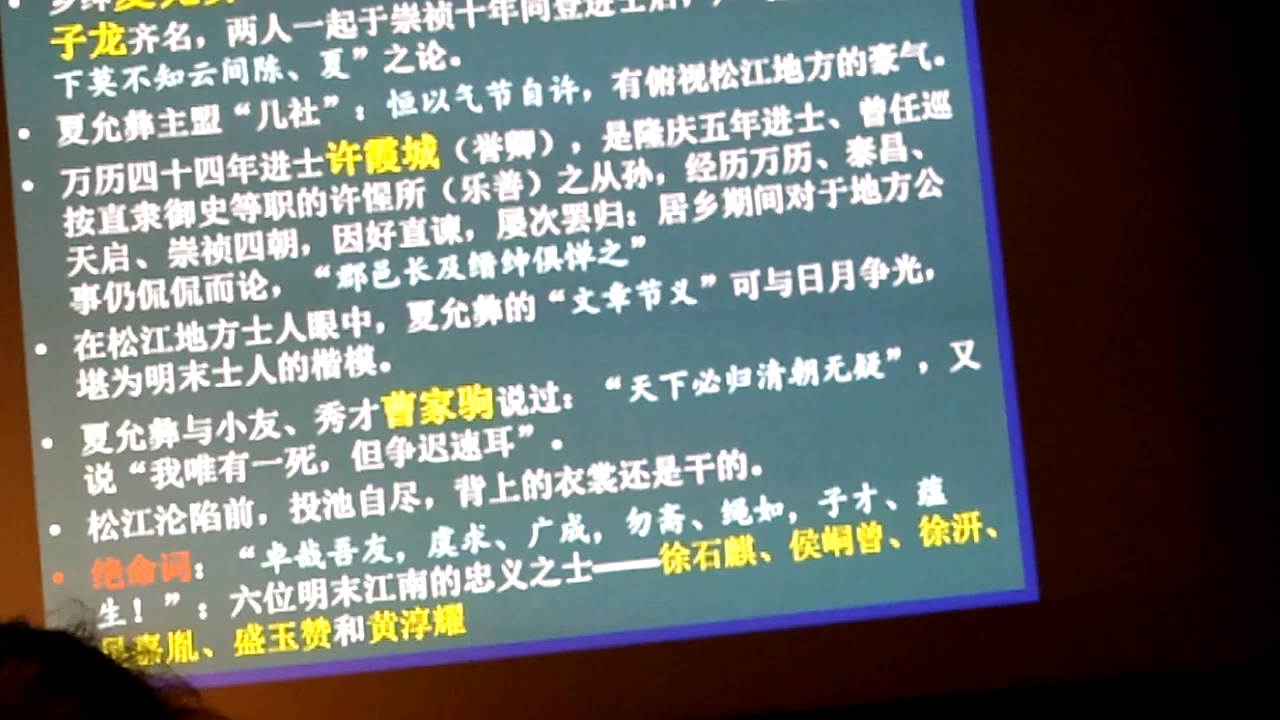 乡绅夏允彝
子龙齐名，两人一起于崇祯十年同登进士后，
下莫不知云间陈、夏”之论。
• 夏允彝主盟“几社”：恒以气节自许，有俯视松江地方的豪气。
• 万历四十四年进士许霞城（誉卿），是隆庆五年进士、曾任巡
按直隶御史等职的许惺所（乐善）之从孙，经历万历、泰昌、
天启、崇祯四朝，因好直谏，屡次罢归；居乡期间对于地方公
事仍侃侃而论，“郡邑长及缙绅俱惮之”
• 在松江地方士人眼中，夏允彝的“文章节义”可与日月争光，
堪为明末士人的楷模。
• 夏允彝与小友、秀才曹家驹说过：“天下必归清朝无疑”，又
说“我唯有一死，但争迟速耳”。
• 松江沦陷前，投池自尽，背上的衣裳还是干的。
• 绝命词：“卓哉吾友，虞求、广成，勿斋、绳如，子才、蕴
生！”：六位明末江南的忠义之士——徐石麒、侯峒曾、徐汧、
嘉胤、盛玉赞和黄淳耀